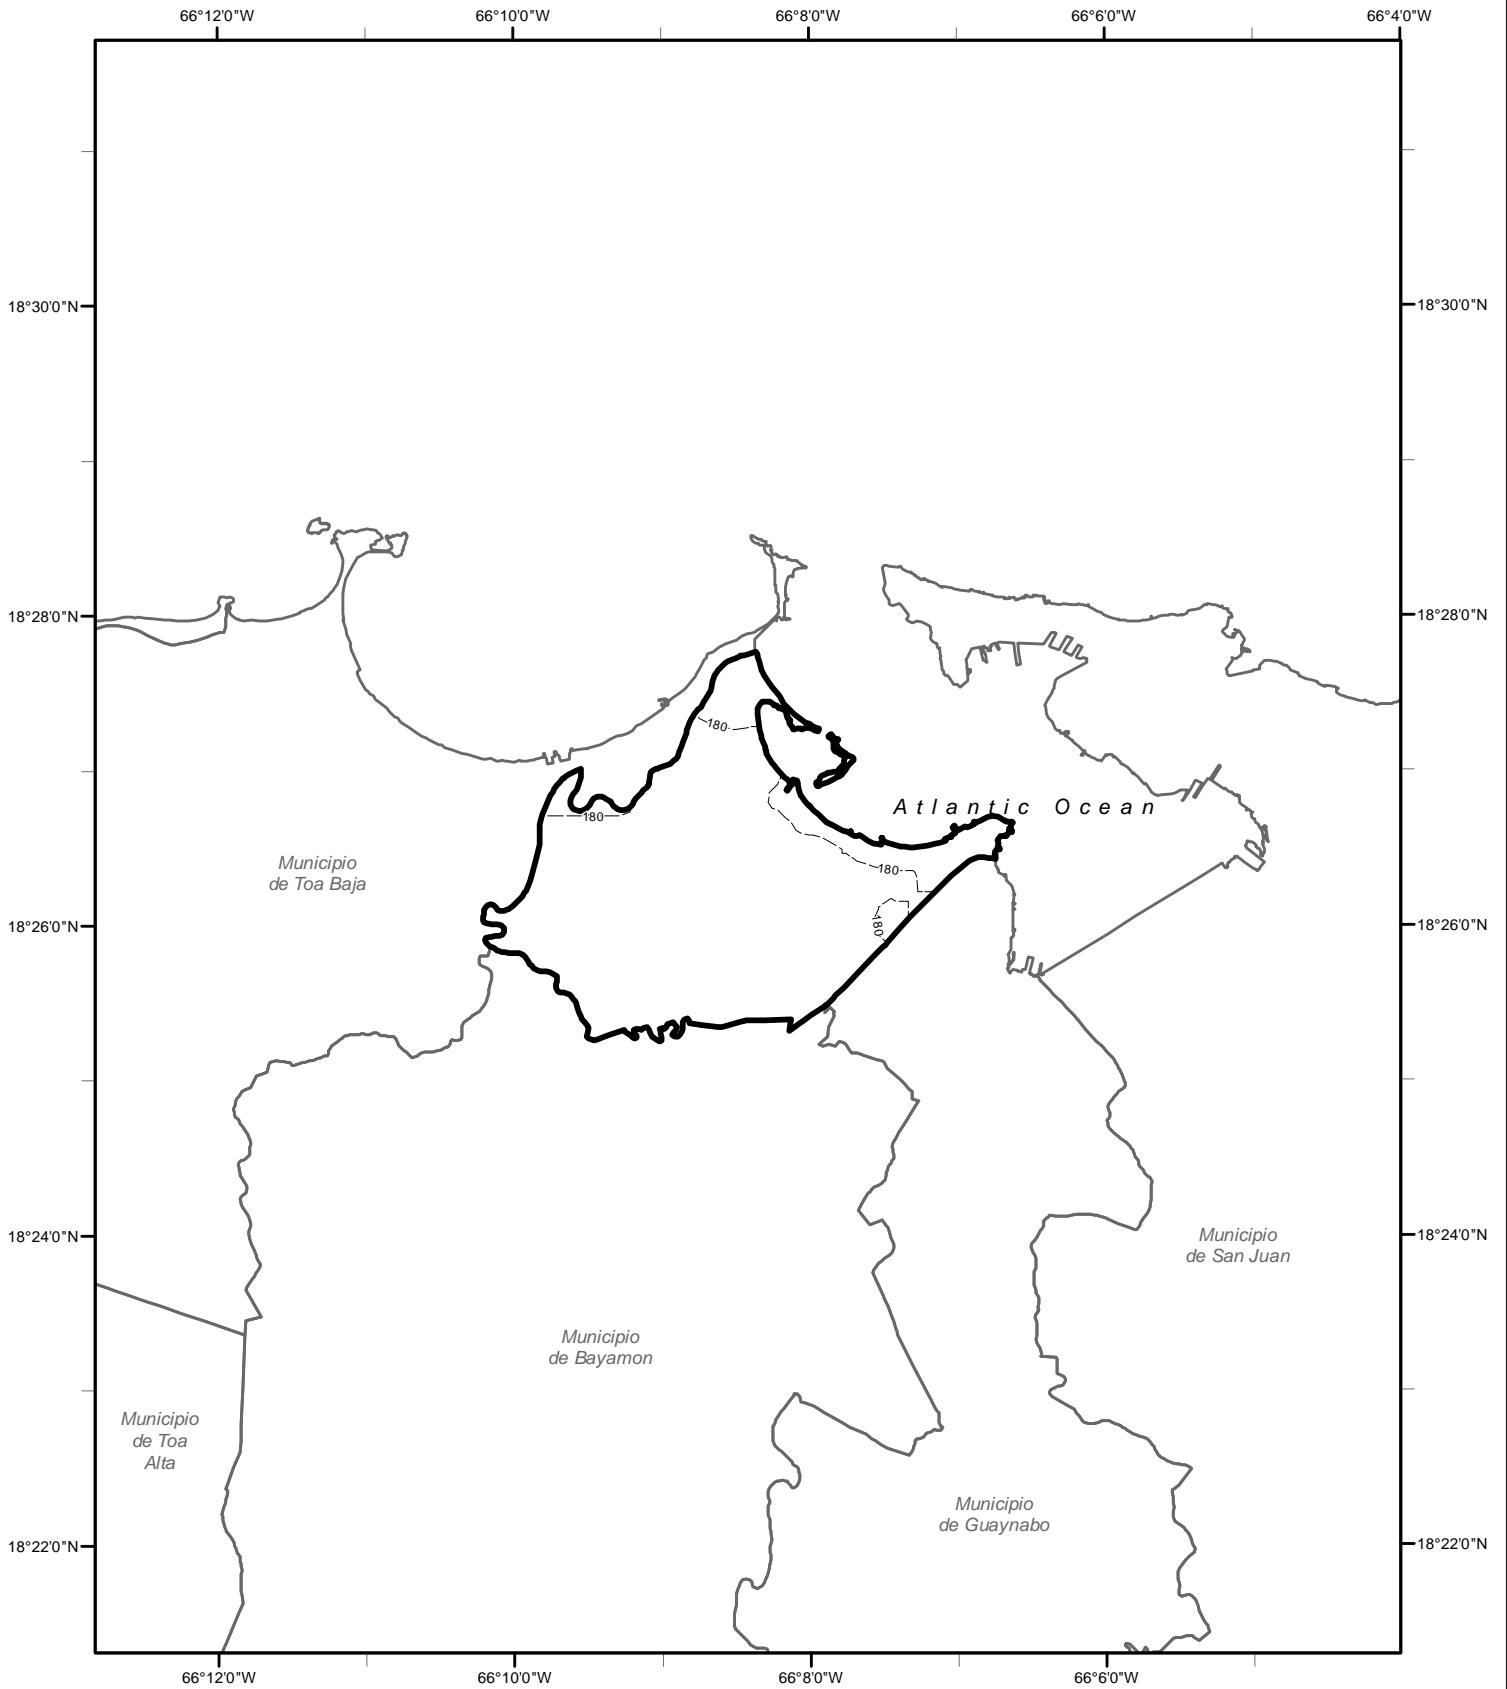 66°12'0"W 66°10'0"W 66°8'0"W 66°6'0"W 66°4'0"W
18°30'0"N 18°30'0"N
18°28'0"N 18°28'0"N
180
Atlantic Ocean
180
Municipio
de Toa Baja
180
18°26'0"N 18°26'0"N
180
18°24'0"N 18°24'0"N
Municipio
de San Juan
Municipio
de Bayamon
Municipio
de Toa
Alta
Municipio
de Guaynabo
18°22'0"N 18°22'0"N
66°12'0"W 66°10'0"W 66°8'0"W 66°6'0"W